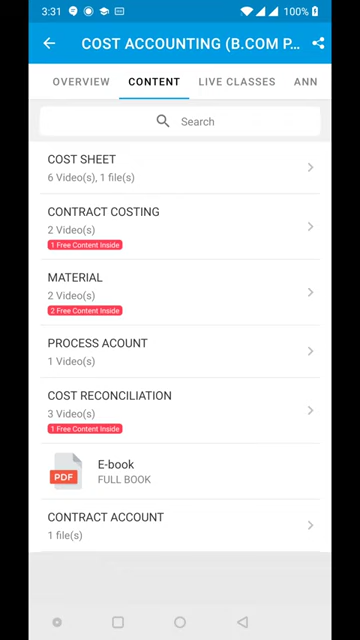 3:31
100%
COST ACCOUNTING (B.COM P...
OVERVIEW CONTENT LIVE CLASSES ANN
Search
COST SHEET
6 Video(s), 1 file(s)
CONTRACT COSTING
2 Video(s)
1 Free Content Inside
MATERIAL
2 Video(s)
2 Free Content Inside
PROCESS ACOUNT
1 Video(s)
COST RECONCILIATION
3 Video(s)
1 Free Content Inside
PDF
E-book
FULL BOOK
CONTRACT ACCOUNT
1 file(s)